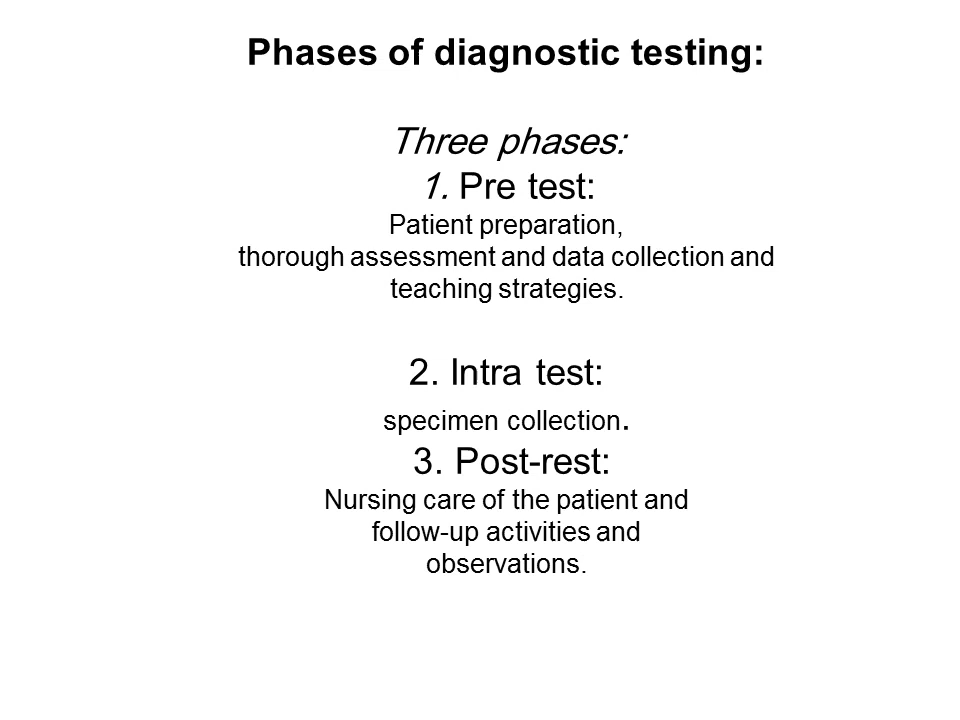 Phases of diagnostic testing:
Three phases:
1. Pre test:
Patient preparation,
thorough assessment and data collection and
teaching strategies.
2. Intra test:
specimen collection.
3. Post-rest:
Nursing care of the patient and
follow-up activities and
observations.